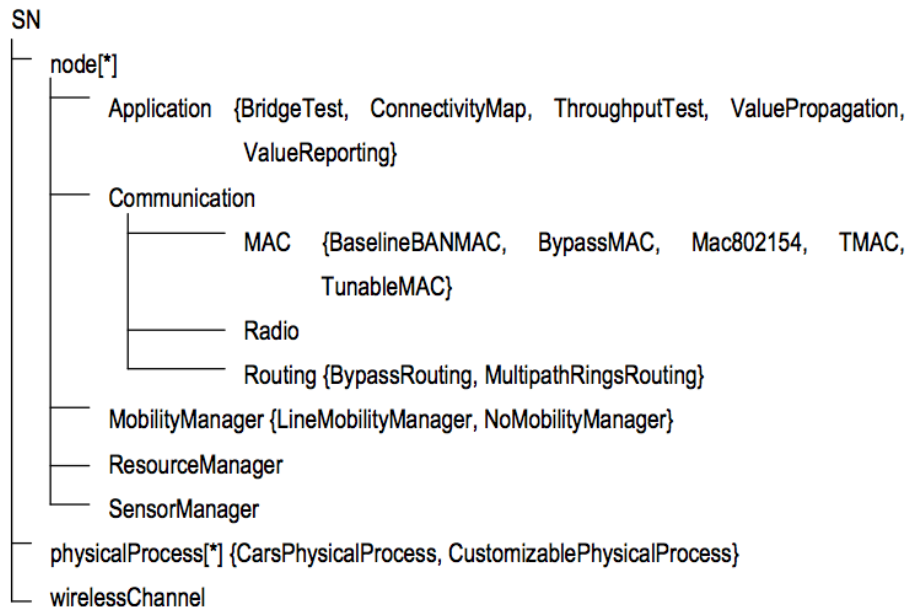 SN
node[*]
Application {BridgeTest, ConnectivityMap, ThroughputTest, ValuePropagation,
ValueReporting}
Communication
MAC {BaselineBANMAC, BypassMAC, Mac802154, TMAC,
TunableMAC}
Radio
Routing {BypassRouting, MultipathRingsRouting}
MobilityManager {LineMobilityManager, NoMobilityManager}
ResourceManager
SensorManager
physicalProcess[*] {CarsPhysicalProcess, CustomizablePhysicalProcess}
wirelessChannel